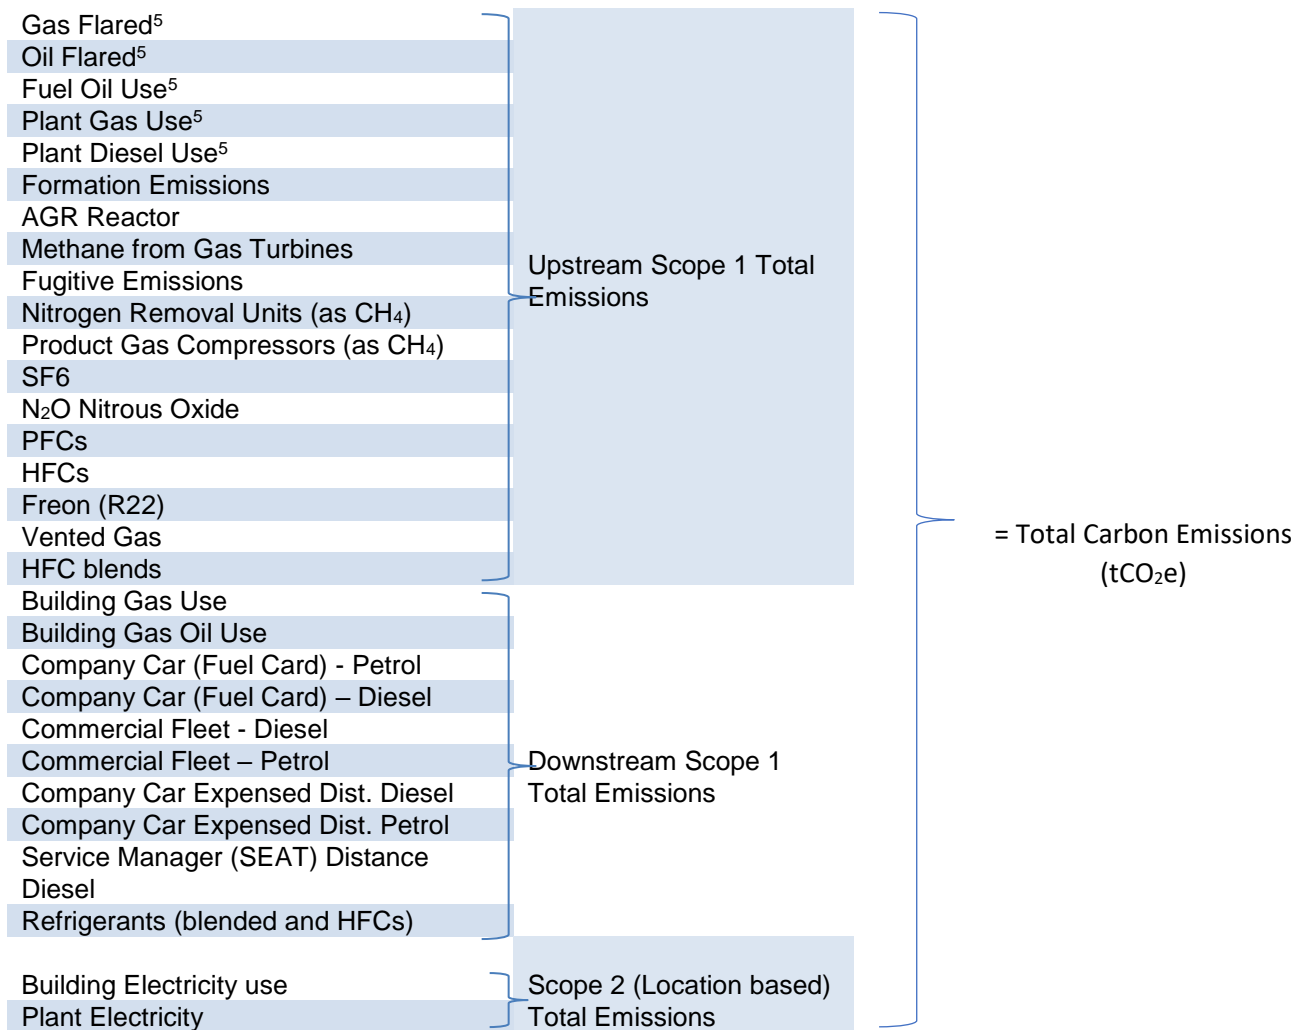 Gas Flared⁵
Oil Flared⁵
Fuel Oil Use⁵
Plant Gas Use⁵
Plant Diesel Use⁵
Formation Emissions
AGR Reactor
Methane from Gas Turbines
Fugitive Emissions
Nitrogen Removal Units (as CH₄)
Product Gas Compressors (as CH₄)
SF6
N₂O Nitrous Oxide
PFCs
HFCs
Freon (R22)
Vented Gas
HFC blends
Upstream Scope 1 Total
Emissions
Building Gas Use
Building Gas Oil Use
Company Car (Fuel Card) - Petrol
Company Car (Fuel Card) – Diesel
Commercial Fleet - Diesel
Commercial Fleet – Petrol
Company Car Expensed Dist. Diesel
Company Car Expensed Dist. Petrol
Service Manager (SEAT) Distance
Diesel
Refrigerants (blended and HFCs)
Downstream Scope 1
Total Emissions
Building Electricity use
Plant Electricity
Scope 2 (Location based)
Total Emissions
= Total Carbon Emissions
(tCO₂e)